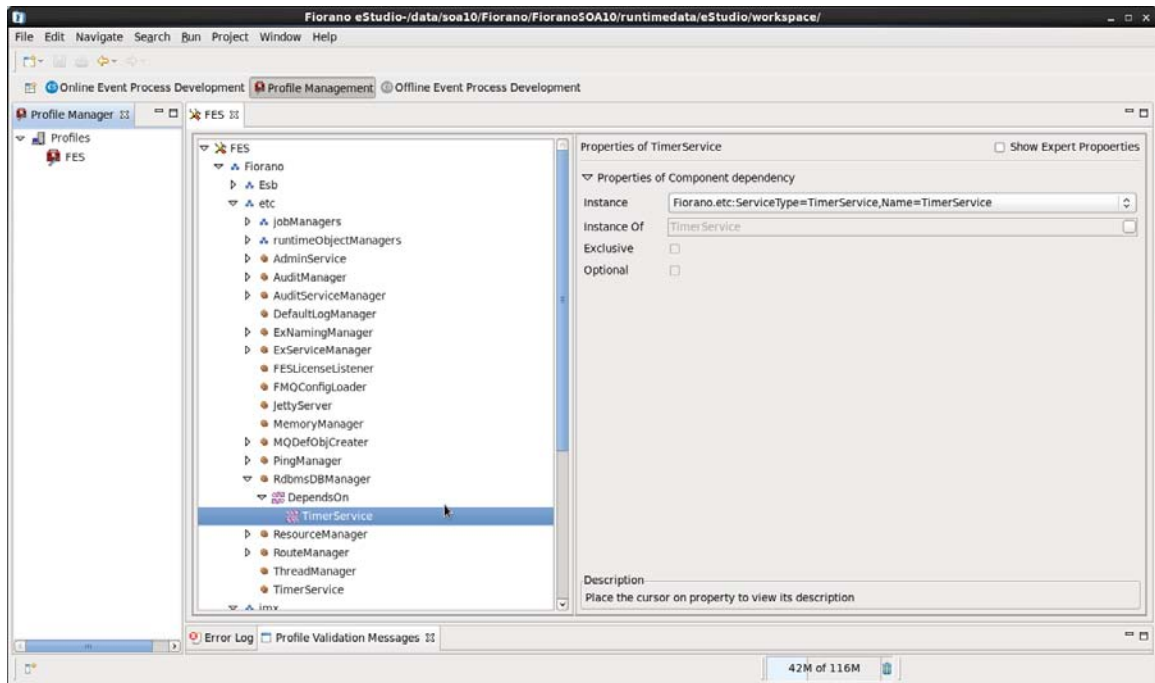 Fiorano eStudio-/data/soa10/Fiorano/FioranoSOA10/runtimedata/eStudio/workspace/
File Edit Navigate Search Run Project Window Help
Online Event Process Development Profile Management Offline Event Process Development
Profile Manager
FES
Profiles
FES
FES
Fiorano
Esb
etc
jobManagers
runtimeObjectManagers
AdminService
AuditManager
AuditServiceManager
DefaultLogManager
ExNamingManager
ExServiceManager
FESLicenseListener
FMQConfigLoader
JettyServer
MemoryManager
MQDefObjCreater
PingManager
RdbmsDBManager
DependsOn
TimerService
ResourceManager
RouteManager
ThreadManager
TimerService
jmx
Properties of TimerService
Show Expert Propoerties
Properties of Component dependency
Instance Fiorano.etc:ServiceType=TimerService,Name=TimerService
Instance Of TimerService
Exclusive
Optional
Description
Place the cursor on property to view its description
Error Log Profile Validation Messages
42M of 116M